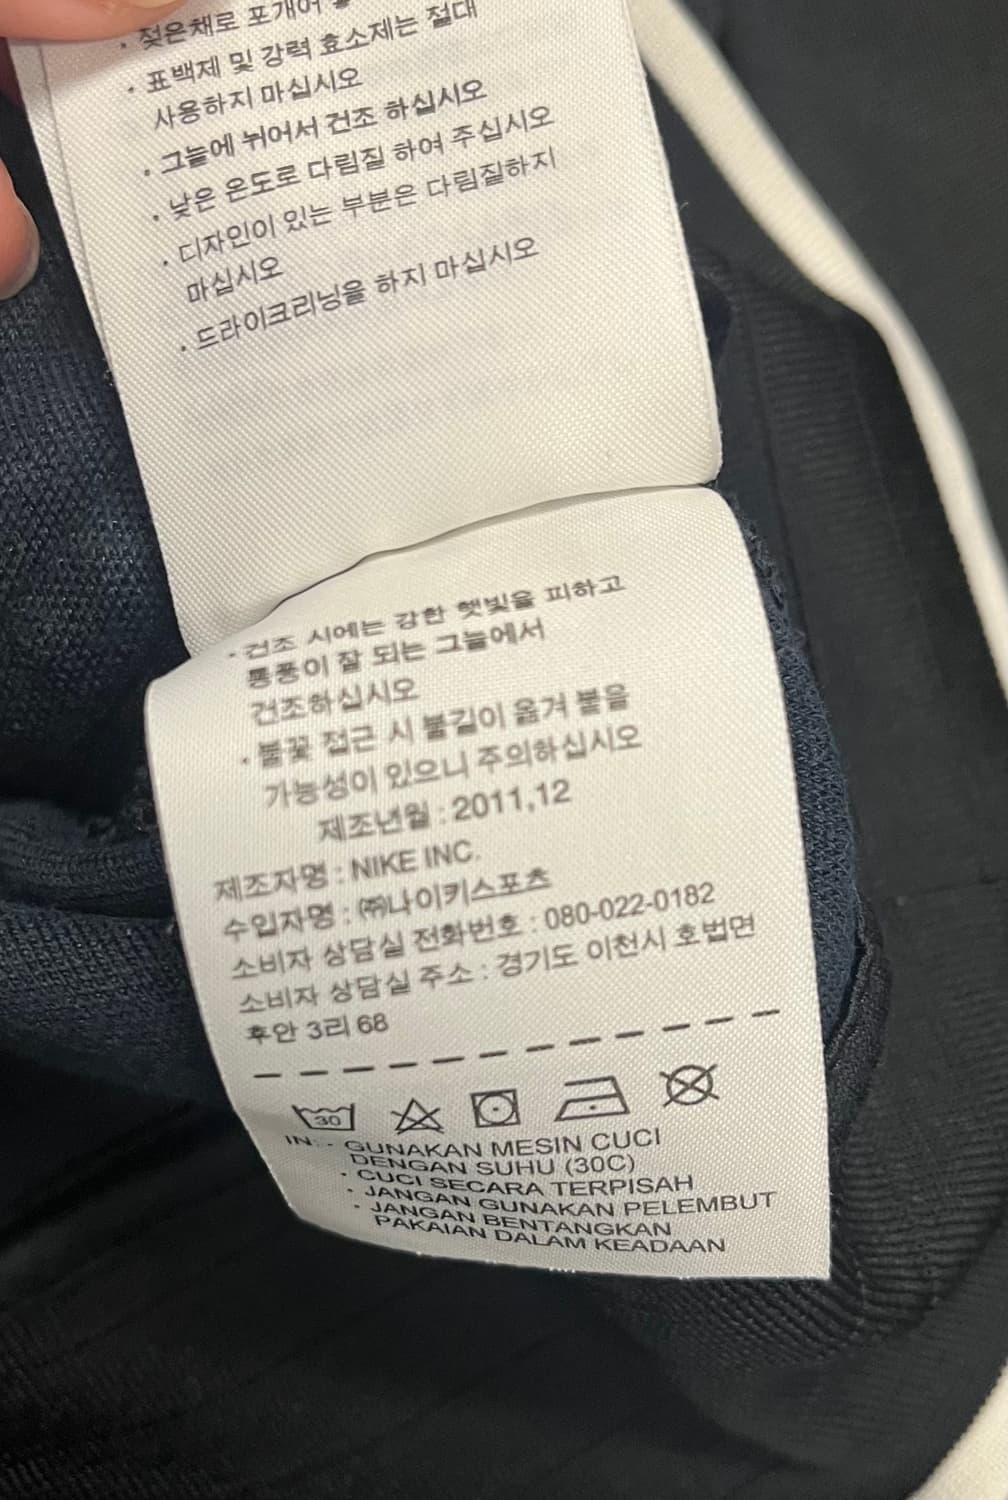 · 젖은채로 포개어
· 표백제 및 강력 효소제는 절대
사용하지 마십시오
· 그늘에 뉘어서 건조 하십시오
· 낮은 온도로 다림질 하여 주십시오
· 디자인이 있는 부분은 다림질하지
마십시오
· 드라이크리닝을 하지 마십시오
· 건조 시에는 강한 햇빛을 피하고
통풍이 잘 되는 그늘에서
건조하십시오
· 불꽃 접근 시 불길이 옮겨 붙을
가능성이 있으니 주의하십시오
제조년월 : 2011,12
제조자명 : NIKE INC.
수입자명 : ㈜나이키스포츠
소비자 상담실 전화번호 : 080-022-0182
소비자 상담실 주소 : 경기도 이천시 호법면
후안 3리 68
30
IN: · GUNAKAN MESIN CUCI
DENGAN SUHU (30C)
· CUCI SECARA TERPISAH
· JANGAN GUNAKAN PELEMBUT
· JANGAN BENTANGKAN
PAKAIAN DALAM KEADAAN